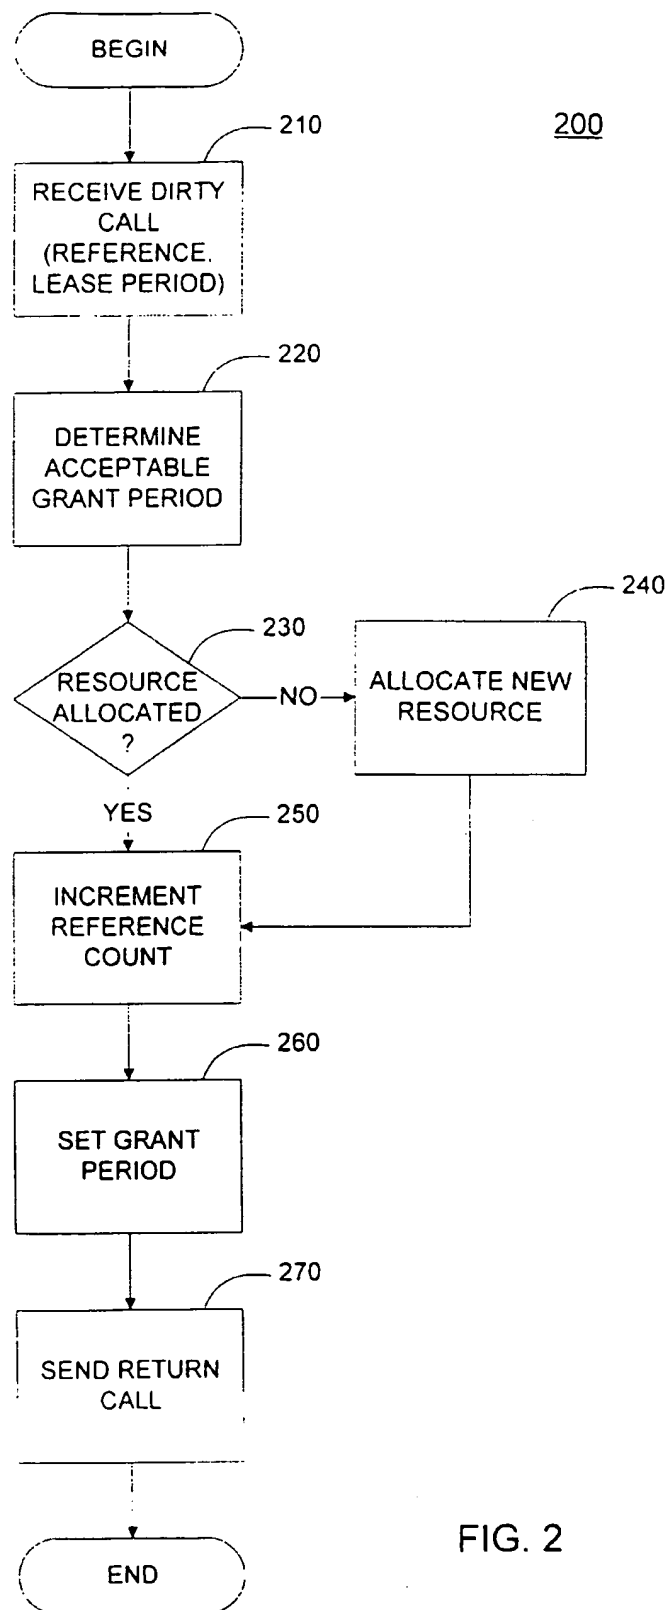 BEGIN
200
210
RECEIVE DIRTY
CALL
(REFERENCE,
LEASE PERIOD)
220
DETERMINE
ACCEPTABLE
GRANT PERIOD
230
RESOURCE
ALLOCATED
?
NO
240
ALLOCATE NEW
RESOURCE
YES
250
INCREMENT
REFERENCE
COUNT
260
SET GRANT
PERIOD
270
SEND RETURN
CALL
END
FIG. 2